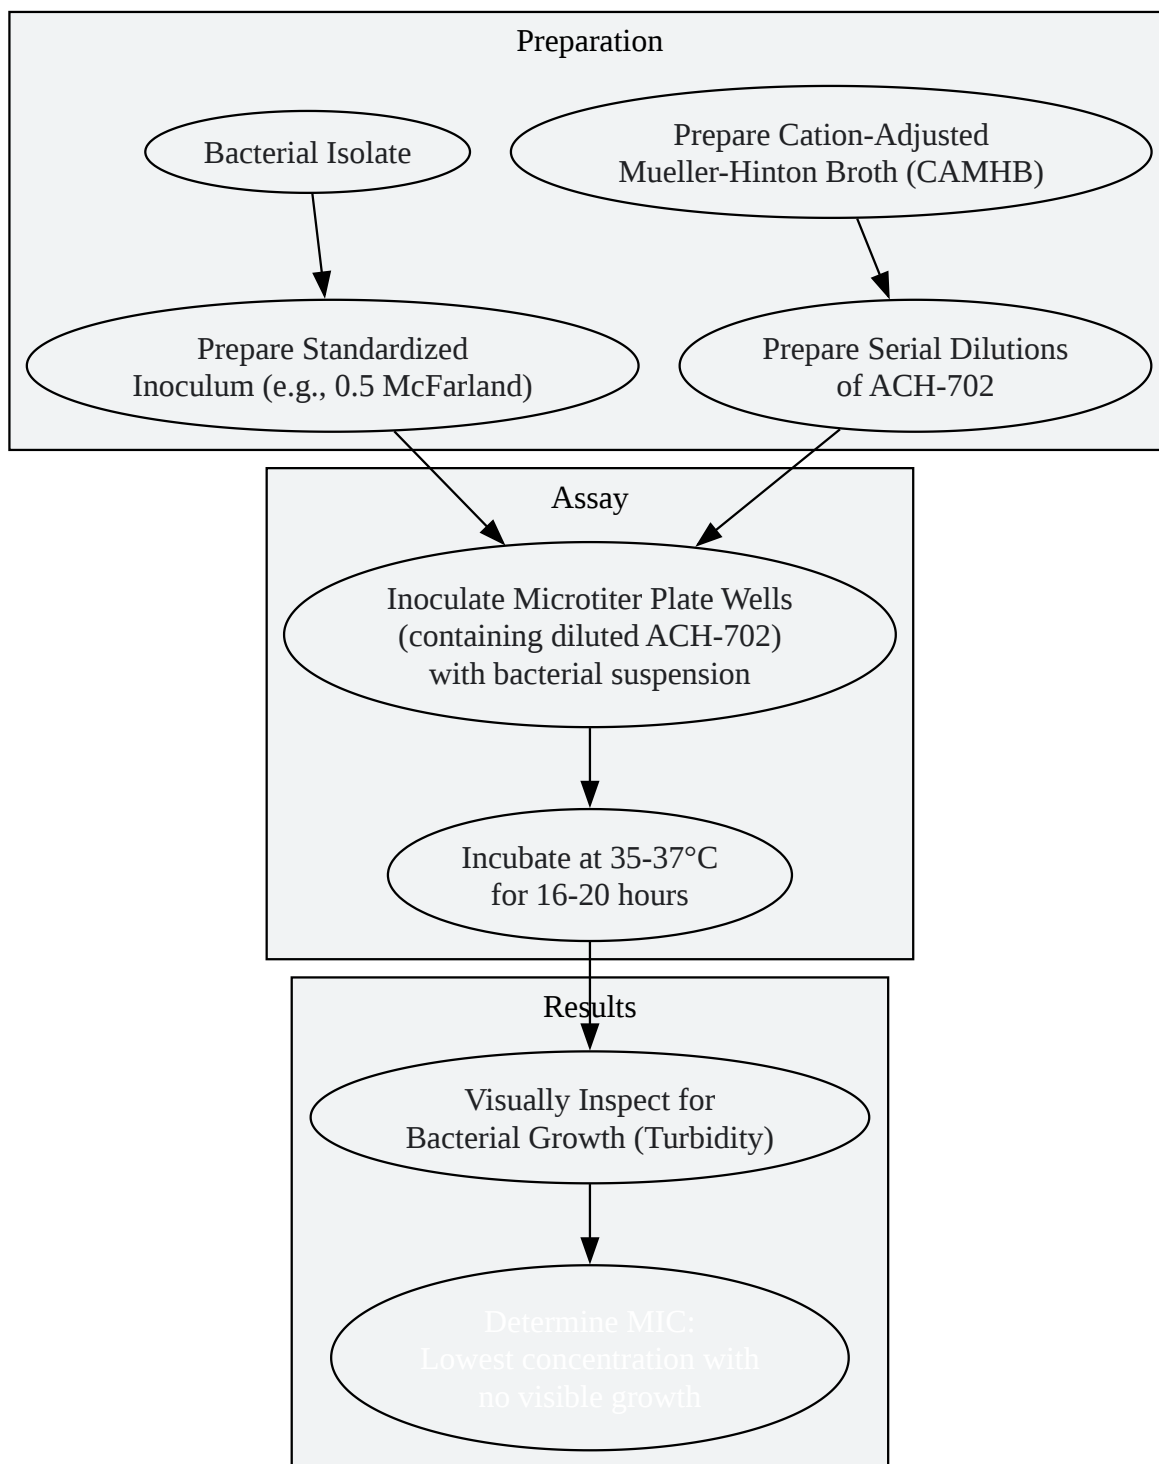 Preparation
Bacterial Isolate
Prepare Cation-Adjusted
Mueller-Hinton Broth (CAMHB)
Prepare Standardized
Inoculum (e.g., 0.5 McFarland)
Prepare Serial Dilutions
of ACH-702
Assay
Inoculate Microtiter Plate Wells
(containing diluted ACH-702)
with bacterial suspension
Incubate at 35-37°C
for 16-20 hours
Results
Visually Inspect for
Bacterial Growth (Turbidity)
Determine MIC:
Lowest concentration with
no visible growth